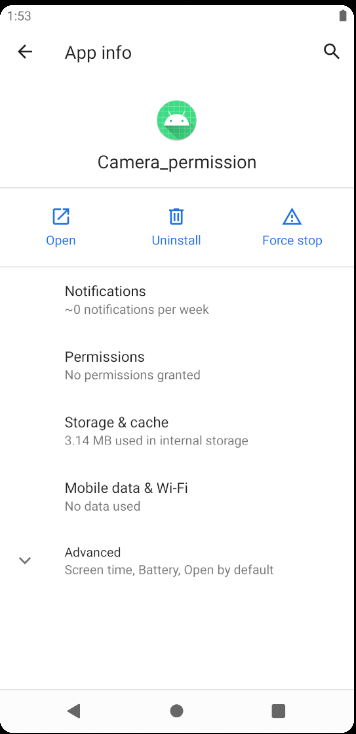 1:53
App info
Camera_permission
Open
Uninstall
Force stop
Notifications
~0 notifications per week
Permissions
No permissions granted
Storage & cache
3.14 MB used in internal storage
Mobile data & Wi-Fi
No data used
Advanced
Screen time, Battery, Open by default